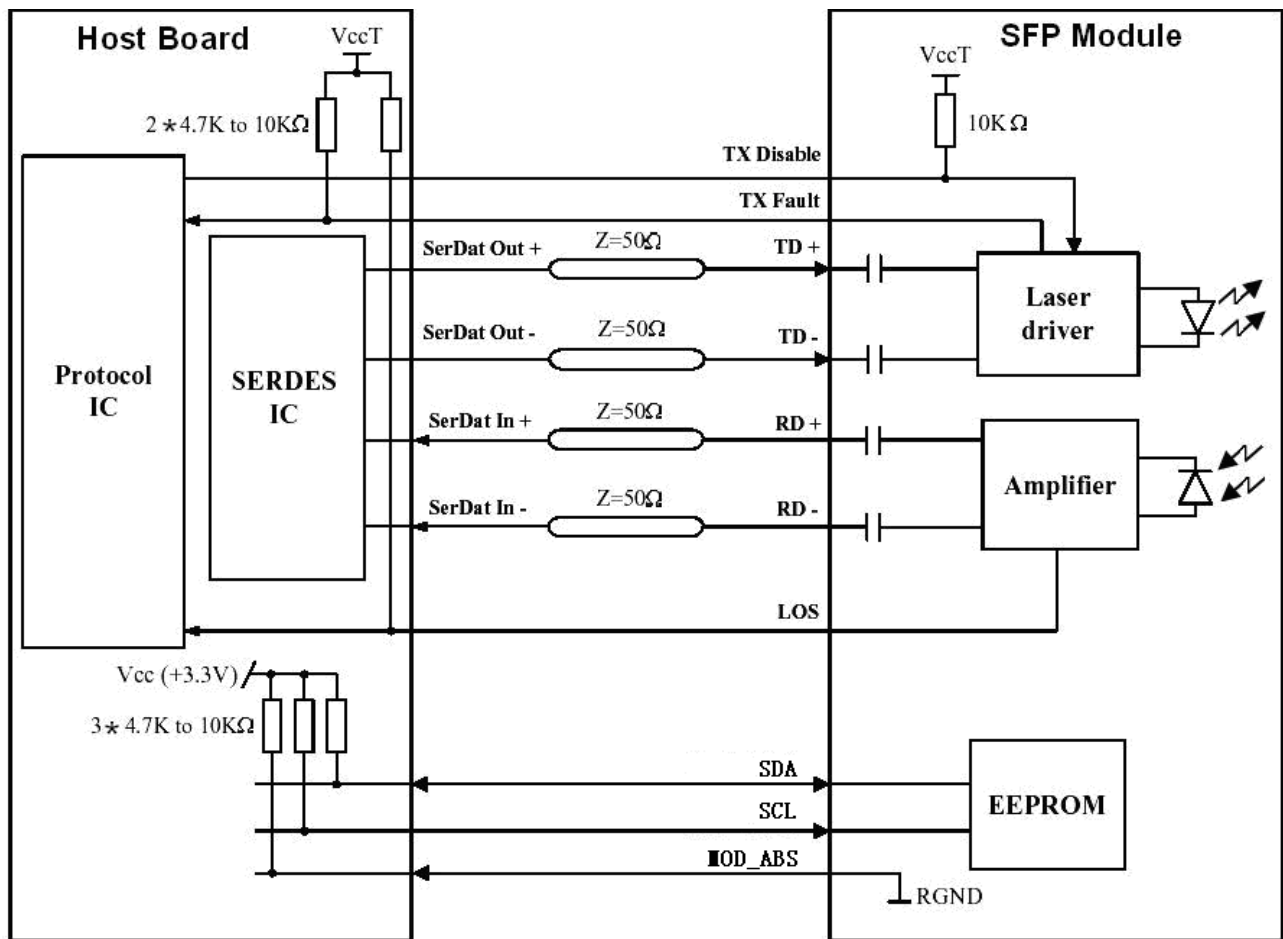 Host Board
SFP Module
VccT
VccT
2*4.7K to 10KΩ
10KΩ
TX Disable
TX Fault
SerDat Out +
Z=50Ω
TD +
Laser
driver
SerDat Out -
Z=50Ω
TD -
Protocol
IC
SERDES
IC
SerDat In +
Z=50Ω
RD +
Amplifier
SerDat In -
Z=50Ω
RD -
LOS
Vcc (+3.3V)
3*4.7K to 10KΩ
SDA
SCL
EEPROM
MOD_ABS
RGND